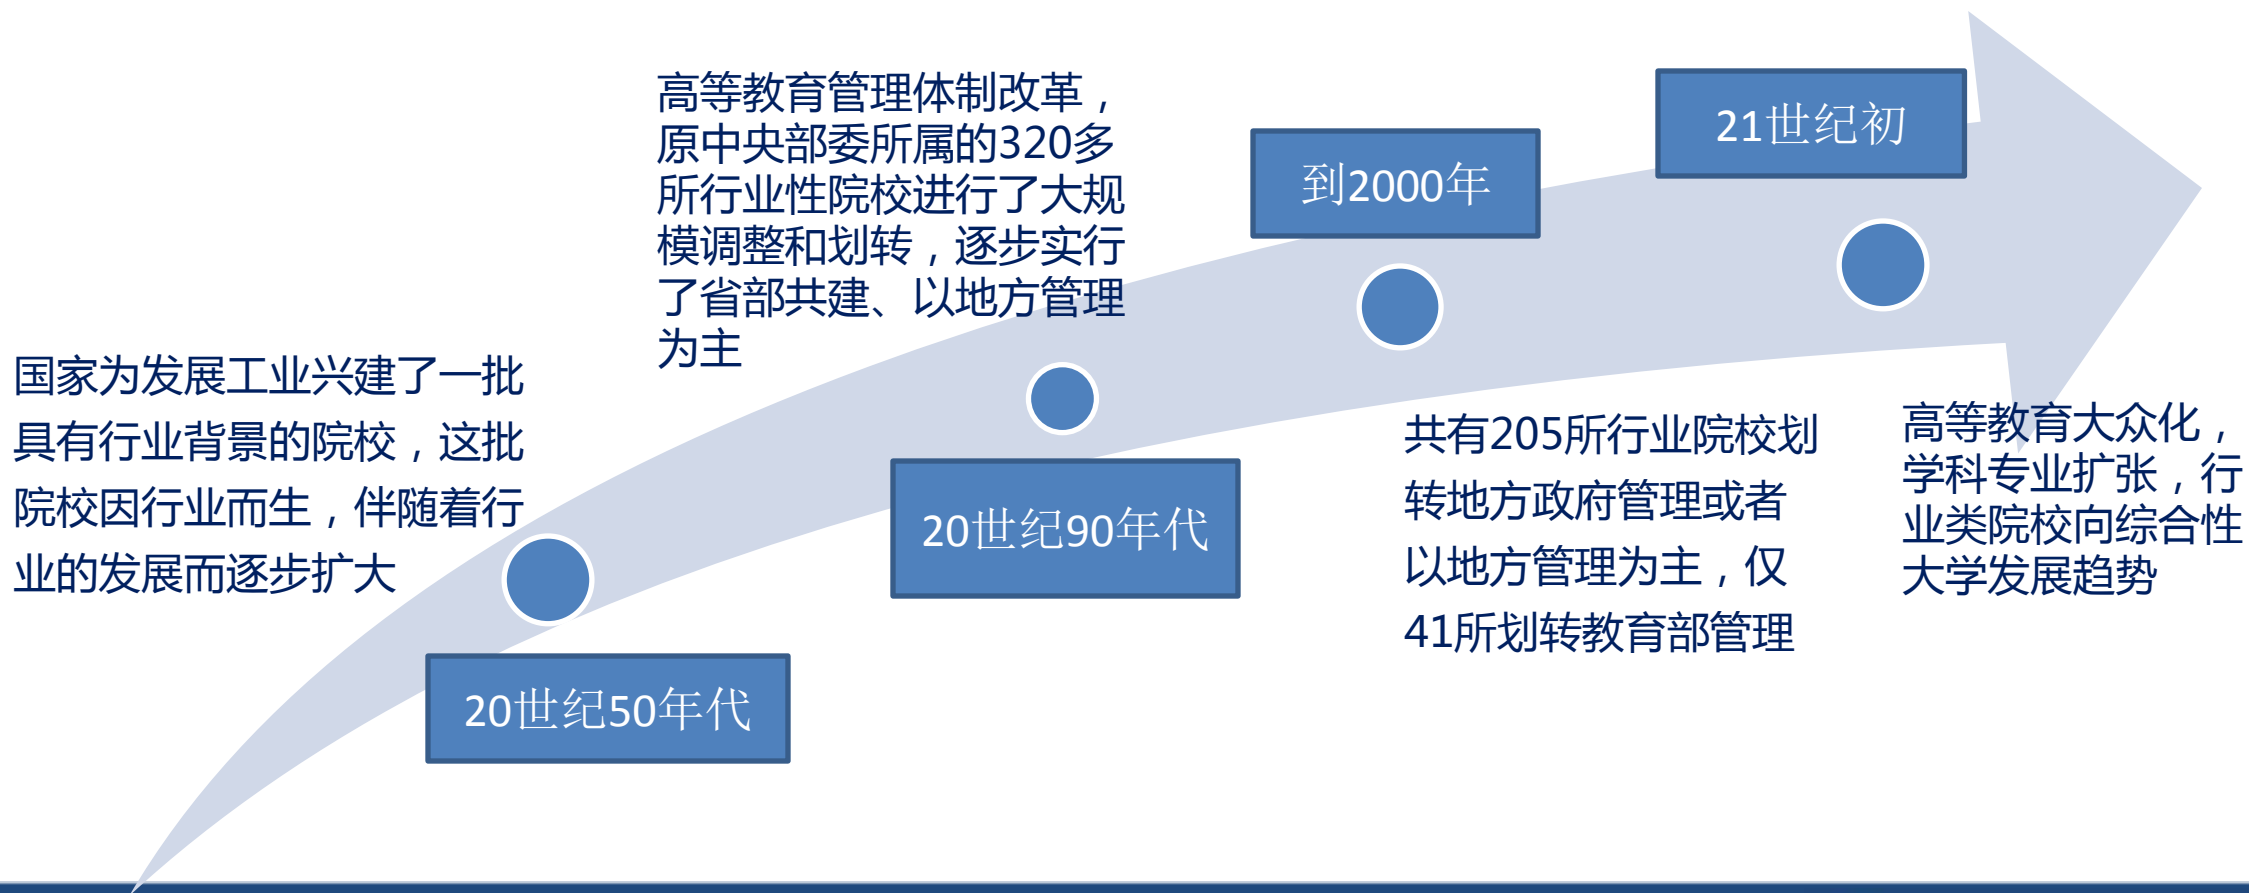 国家为发展工业兴建了一批
具有行业背景的院校，这批
院校因行业而生，伴随着行
业的发展而逐步扩大
20世纪50年代
高等教育管理体制改革，
原中央部委所属的320多
所行业性院校进行了大规
模调整和划转，逐步实行
了省部共建、以地方管理
为主
20世纪90年代
到2000年
共有205所行业院校划
转地方政府管理或者
以地方管理为主，仅
41所划转教育部管理
21世纪初
高等教育大众化，
学科专业扩张，行
业类院校向综合性
大学发展趋势